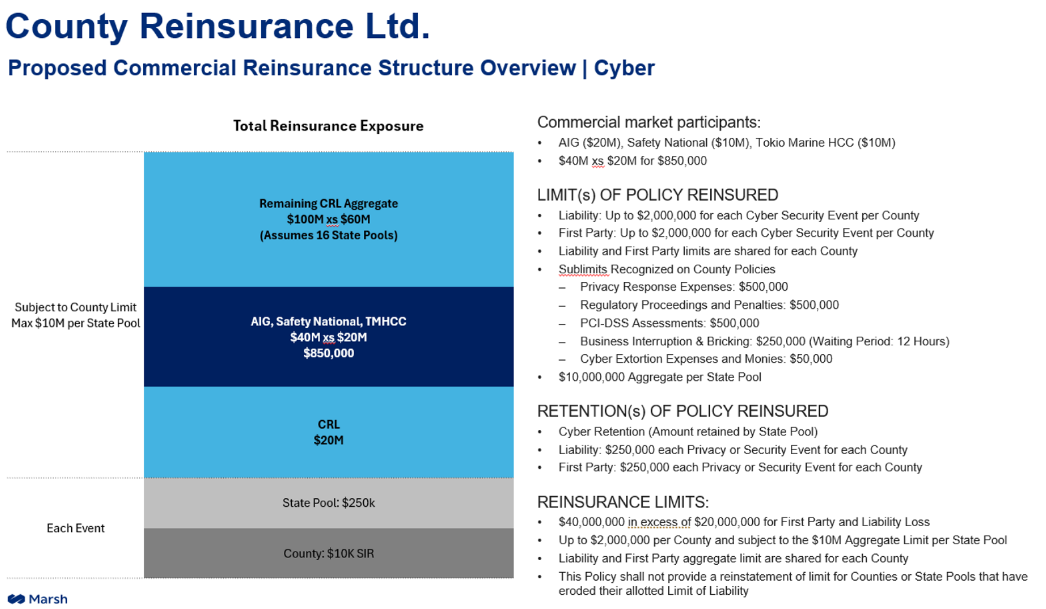 County Reinsurance Ltd.
Proposed Commercial Reinsurance Structure Overview | Cyber
Total Reinsurance Exposure
Remaining CRL Aggregate
$100M xs $60M
(Assumes 16 State Pools)
Subject to County Limit
Max $10M per State Pool
AIG, Safety National, TMHCC
$40M xs $20M
$850,000
CRL
$20M
State Pool: $250k
Each Event
County: $10K SIR
Marsh
Commercial market participants:
• AIG ($20M), Safety National ($10M), Tokio Marine HCC ($10M)
• $40M xs $20M for $850,000
LIMIT(s) OF POLICY REINSURED
• Liability: Up to $2,000,000 for each Cyber Security Event per County
• First Party: Up to $2,000,000 for each Cyber Security Event per County
• Liability and First Party limits are shared for each County
• Sublimits Recognized on County Policies
– Privacy Response Expenses: $500,000
– Regulatory Proceedings and Penalties: $500,000
– PCI-DSS Assessments: $500,000
– Business Interruption & Bricking: $250,000 (Waiting Period: 12 Hours)
– Cyber Extortion Expenses and Monies: $50,000
• $10,000,000 Aggregate per State Pool
RETENTION(s) OF POLICY REINSURED
• Cyber Retention (Amount retained by State Pool)
• Liability: $250,000 each Privacy or Security Event for each County
• First Party: $250,000 each Privacy or Security Event for each County
REINSURANCE LIMITS:
• $40,000,000 in excess of $20,000,000 for First Party and Liability Loss
• Up to $2,000,000 per County and subject to the $10M Aggregate Limit per State Pool
• Liability and First Party aggregate limit are shared for each County
• This Policy shall not provide a reinstatement of limit for Counties or State Pools that have
eroded their allotted Limit of Liability